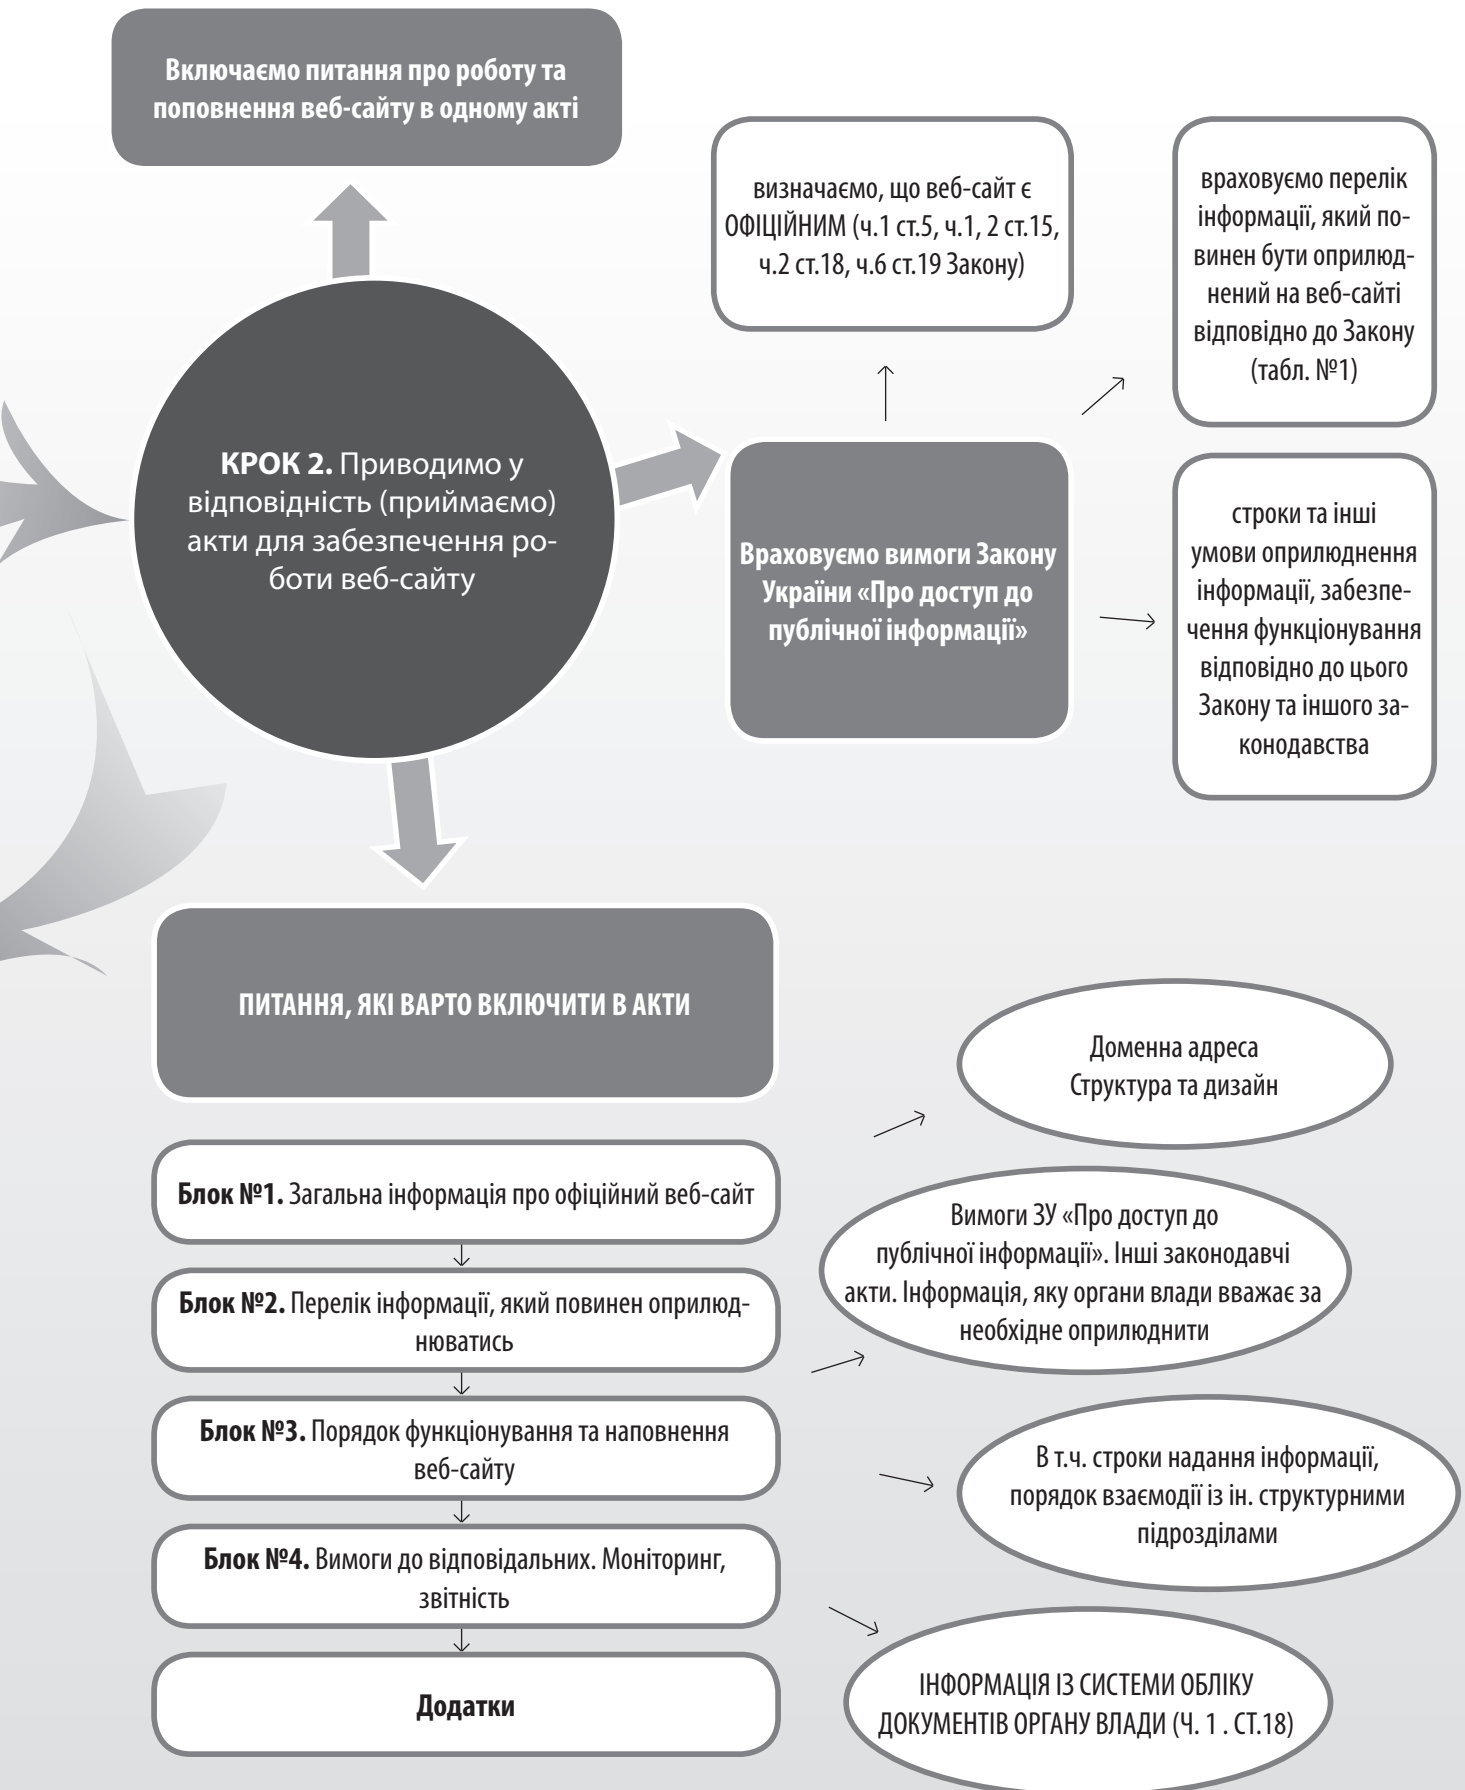 Включаємо питання про роботу та
поповнення веб-сайту в одному акті
визначаємо, що веб-сайт є
ОФІЦІЙНИМ (ч.1 ст.5, ч.1, 2 ст.15,
ч.2 ст.18, ч.6 ст.19 Закону)
враховуємо перелік
інформації, який по-
винен бути оприлюд-
нений на веб-сайті
відповідно до Закону
(табл. №1)
КРОК 2. Приводимо у
відповідність (приймаємо)
акти для забезпечення ро-
боти веб-сайту
Враховуємо вимоги Закону
України «Про доступ до
публічної інформації»
строки та інші
умови оприлюднення
інформації, забезпе-
чення функціонування
відповідно до цього
Закону та іншого за-
конодавства
ПИТАННЯ, ЯКІ ВАРТО ВКЛЮЧИТИ В АКТИ
Доменна адреса
Структура та дизайн
Блок №1. Загальна інформація про офіційний веб-сайт
Вимоги ЗУ «Про доступ до
публічної інформації». Інші законодавчі
акти. Інформація, яку органи влади вважає за
необхідне оприлюднити
Блок №2. Перелік інформації, який повинен оприлюд-
нюватись
Блок №3. Порядок функціонування та наповнення
веб-сайту
В т.ч. строки надання інформації,
порядок взаємодії із ін. структурними
підрозділами
Блок №4. Вимоги до відповідальних. Моніторинг,
звітність
ІНФОРМАЦІЯ ІЗ СИСТЕМИ ОБЛІКУ
ДОКУМЕНТІВ ОРГАНУ ВЛАДИ (Ч. 1 . СТ.18)
Додатки